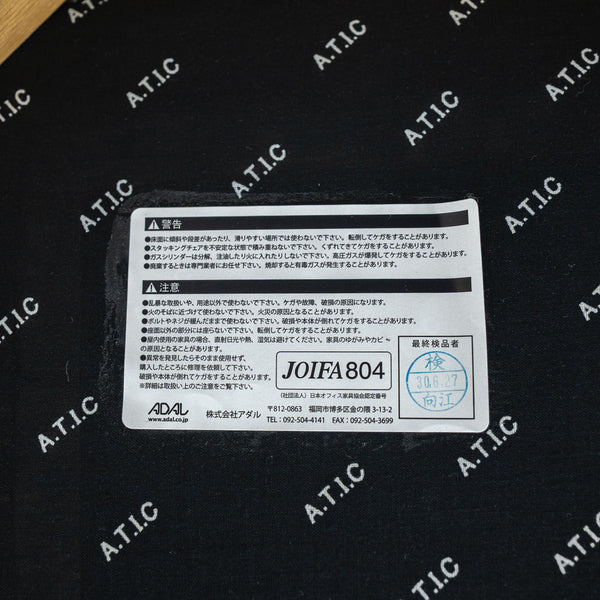 A.T.I.C
A.T.I.C
A.T.I.C
A.T.I.C
A.T.I.C
A.T.I.C
A.T.I.C
A.T.I.C
警告
●床面に傾斜や段差があったり、滑りやすい場所では使わないで下さい。転倒してケガをすることがあります。
●スタッキングチェアを不安定な状態で積み重ねないで下さい。くずれてきてケガをすることがあります。
●ガスシリンダーは分解、注油したり火に入れたりしないで下さい。高圧ガスが爆発してケガをすることがあります。
●廃棄するときは専門業者にお任せ下さい。焼却すると有毒ガスが発生することがあります。
注意
●乱暴な取扱いや、用途以外で使わないで下さい。ケガや故障、破損の原因になります。
●火のそばに近づけて使わないで下さい。火災の原因となることがあります。
●ボルトやネジが緩んだままで使わないで下さい。破損や本体が倒れてケガをすることがあります。
●座面以外の部分には座らないで下さい。転倒してケガをすることがあります。
●屋内使用の家具の場合、直射日光や熱、湿気は避けてください。家具のゆがみやカビ
の原因となることがあります。
●異常を発見したらそのまま使用せず、
購入したところに修理を依頼して下さい。
破損や本体が倒れてケガをすることがあります。
※詳細は取扱い上のご注意をご覧下さい。
JOIFA804
(社団法人)日本オフィス家具協会認定番号
最終検品者
検
30.6.27
向江
ADAL
www.adal.co.jp
株式会社アダル
〒812-0863 福岡市博多区金の隈3-13-2
TEL:092-504-4141 FAX:092-504-3699
A.T.I.C
A.T.I.C
A.T.I.C
A.T.I.C
A.T.I.C
A.T.I.C
A.T.I.C